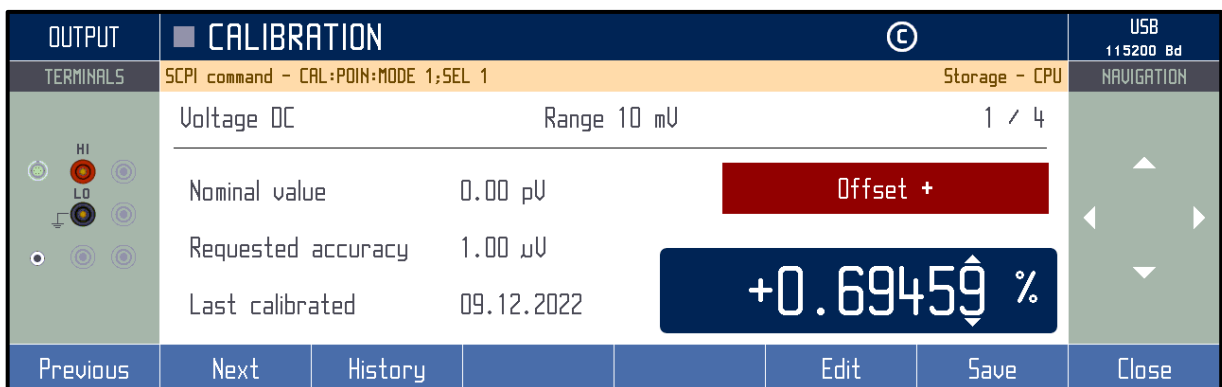 OUTPUT
CALIBRATION
©
USB
115200 Bd
TERMINALS
SCPI command - CAL:POIN:MODE 1;SEL 1
Storage - CPU
NAVIGATION
Voltage DC
Range 10 mV
1 / 4
HI
LO
Nominal value
0.00 pV
Offset +
Requested accuracy
1.00 µV
Last calibrated
09.12.2022
+0.69459 %
Previous
Next
History
Edit
Save
Close